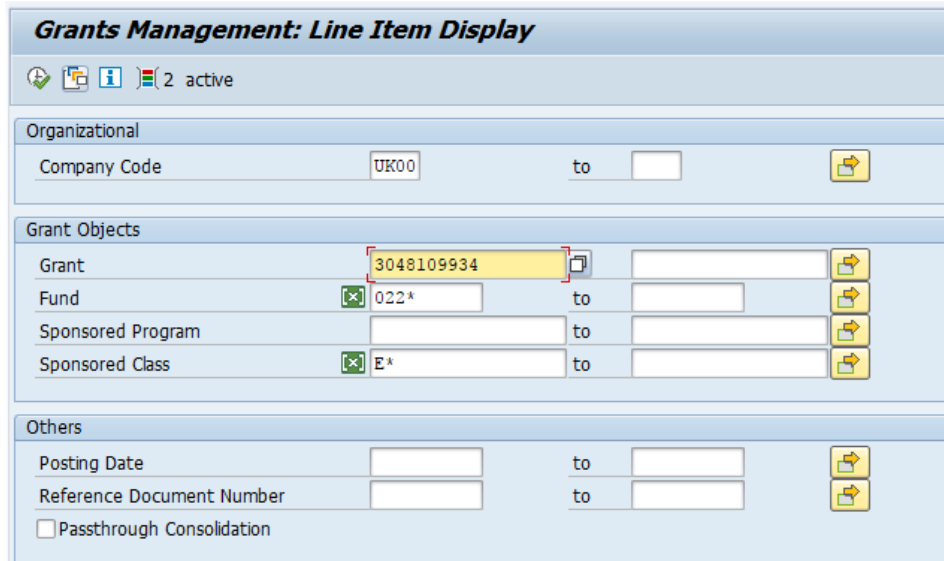 Grants Management: Line Item Display
2 active
Organizational
Company Code UK00 to
Grant Objects
Grant 3048109934
Fund 022* to
Sponsored Program to
Sponsored Class E* to
Others
Posting Date to
Reference Document Number to
Passthrough Consolidation